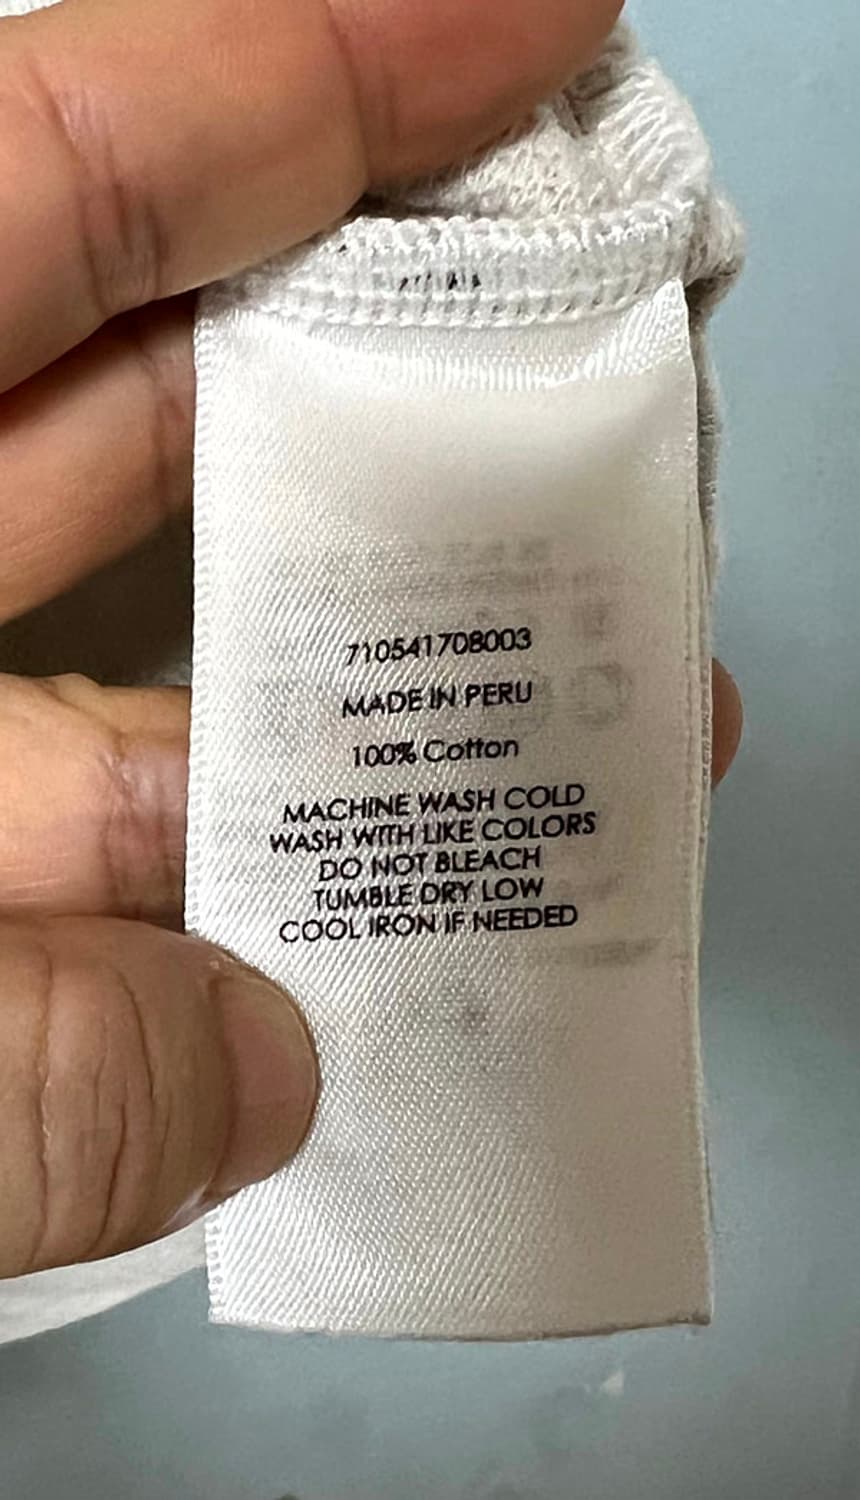 710541708003
MADE IN PERU
100% Cotton
MACHINE WASH COLD
WASH WITH LIKE COLORS
DO NOT BLEACH
TUMBLE DRY LOW
COOL IRON IF NEEDED